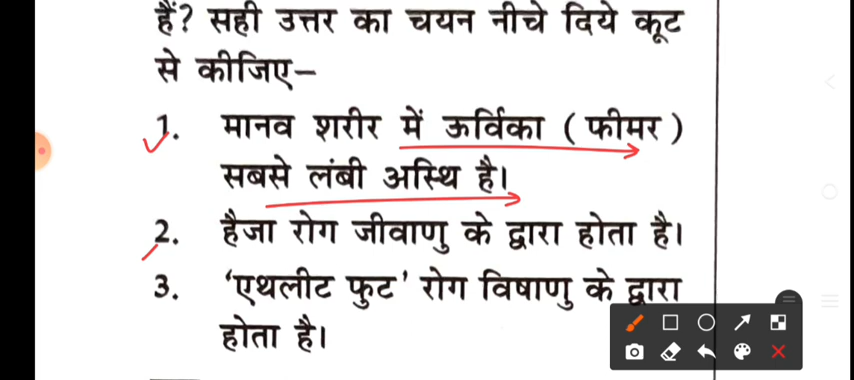 हैं? सही उत्तर का चयन नीचे दिये कूट
से कीजिए–
1. मानव शरीर में ऊर्विका ( फीमर )
सबसे लंबी अस्थि है।
2. हैजा रोग जीवाणु के द्वारा होता है।
3. ‘एथलीट फुट’ रोग विषाणु के द्वारा
होता है।